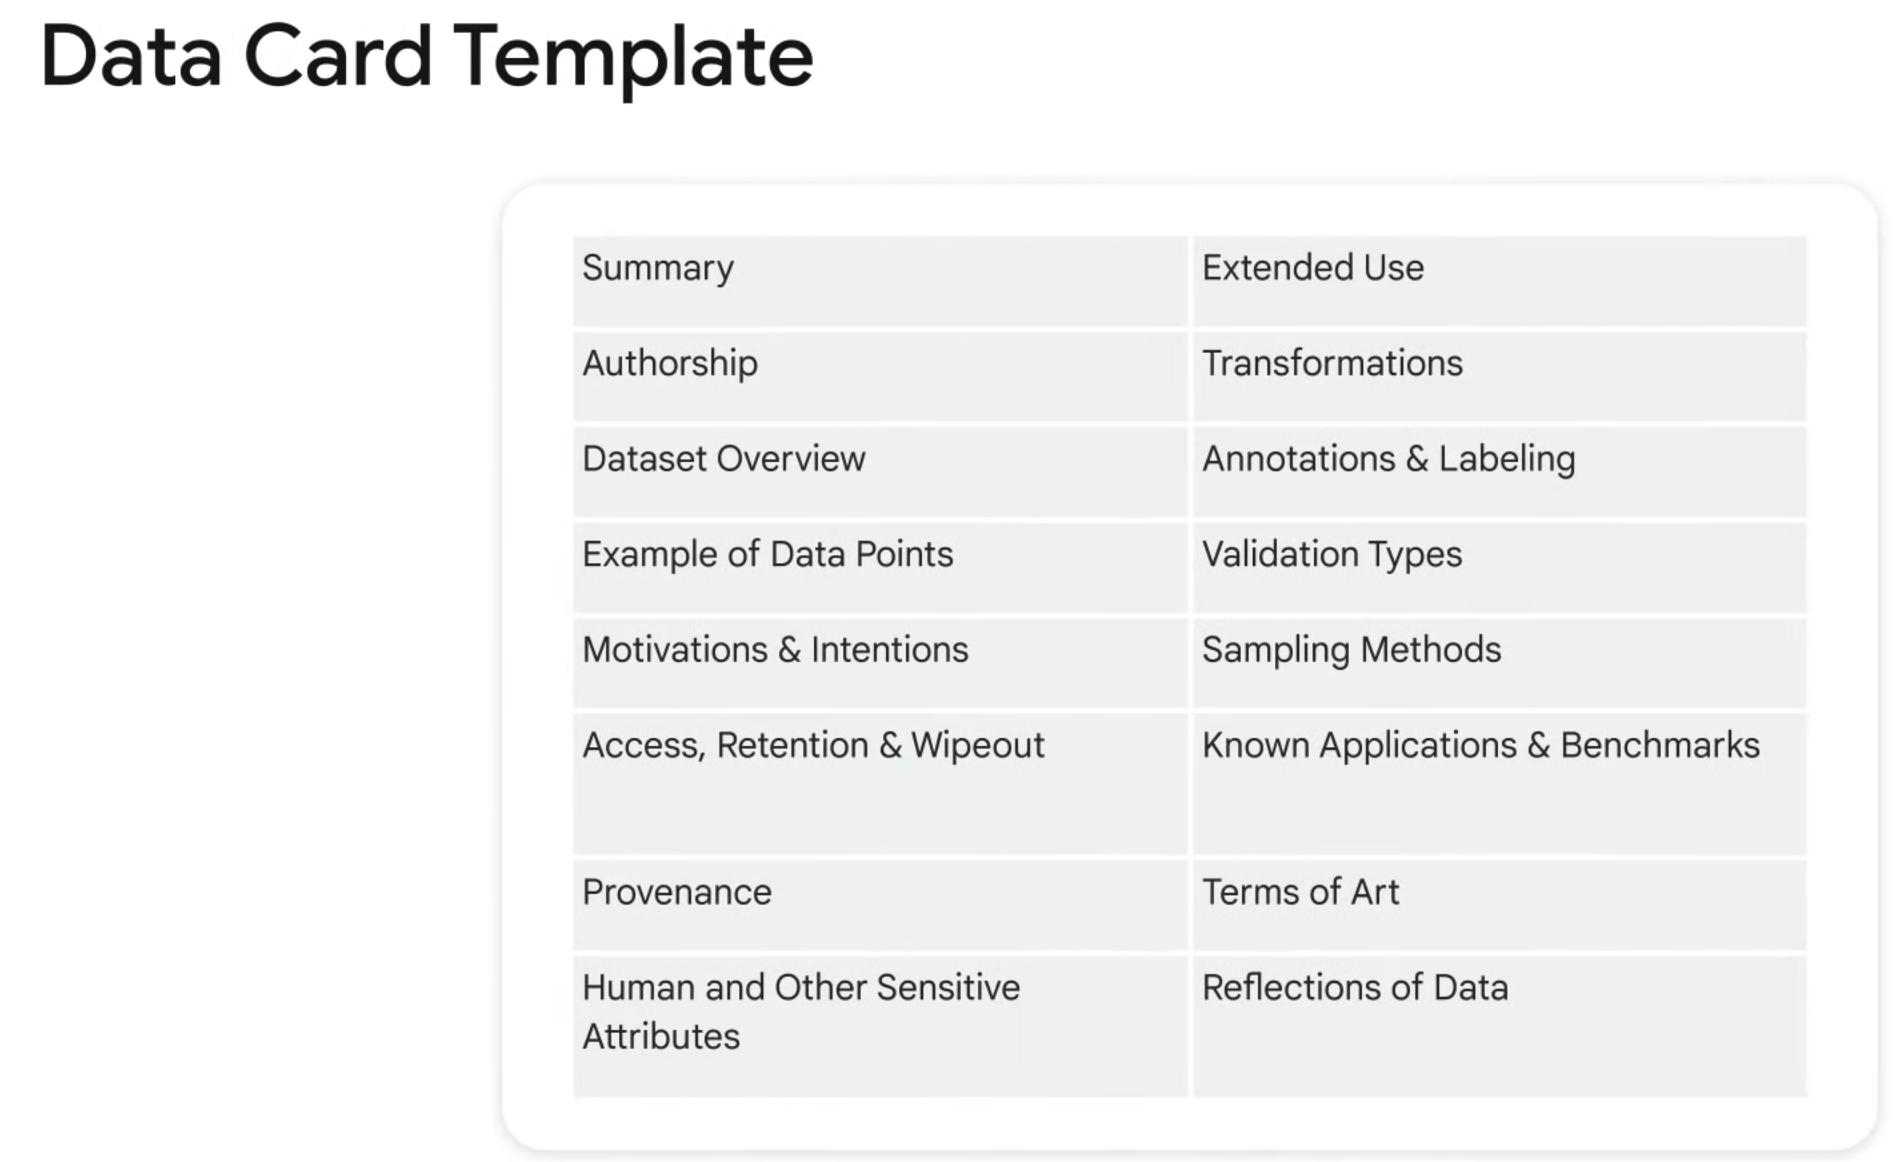 Data Card Template
Summary
Extended Use
Authorship
Transformations
Dataset Overview
Annotations & Labeling
Example of Data Points
Validation Types
Motivations & Intentions
Sampling Methods
Access, Retention & Wipeout
Known Applications & Benchmarks
Provenance
Terms of Art
Human and Other Sensitive
Attributes
Reflections of Data